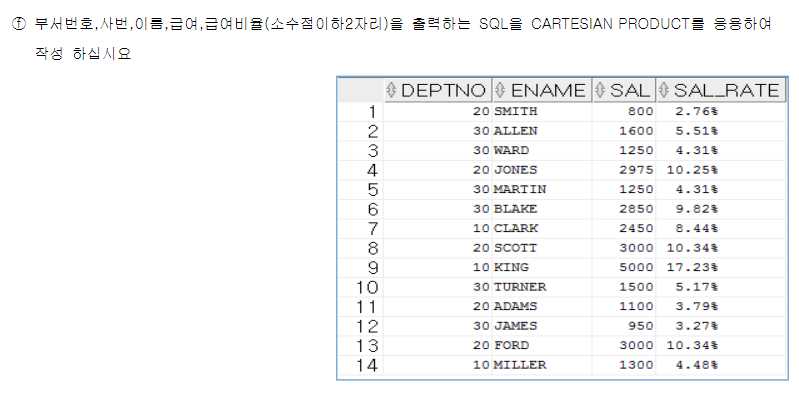 ① 부서번호,사번,이름,급여,급여비율(소수점이하2자리)을 출력하는 SQL을 CARTESIAN PRODUCT를 응용하여
작성 하십시요
DEPTNO ENAME SAL SAL_RATE
1 20 SMITH 800 2.76%
2 30 ALLEN 1600 5.51%
3 30 WARD 1250 4.31%
4 20 JONES 2975 10.25%
5 30 MARTIN 1250 4.31%
6 30 BLAKE 2850 9.82%
7 10 CLARK 2450 8.44%
8 20 SCOTT 3000 10.34%
9 10 KING 5000 17.23%
10 30 TURNER 1500 5.17%
11 20 ADAMS 1100 3.79%
12 30 JAMES 950 3.27%
13 20 FORD 3000 10.34%
14 10 MILLER 1300 4.48%